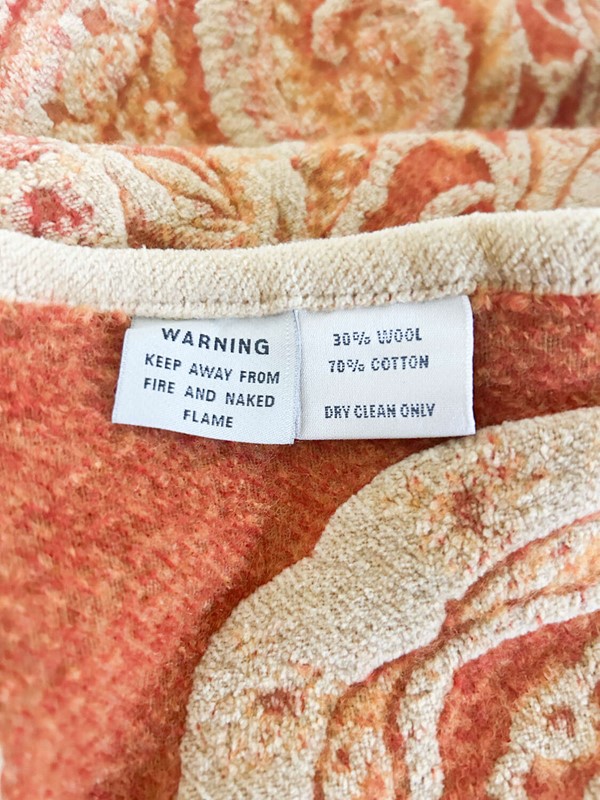 WARNING
KEEP AWAY FROM
FIRE AND NAKED
FLAME
30% WOOL
70% COTTON
DRY CLEAN ONLY